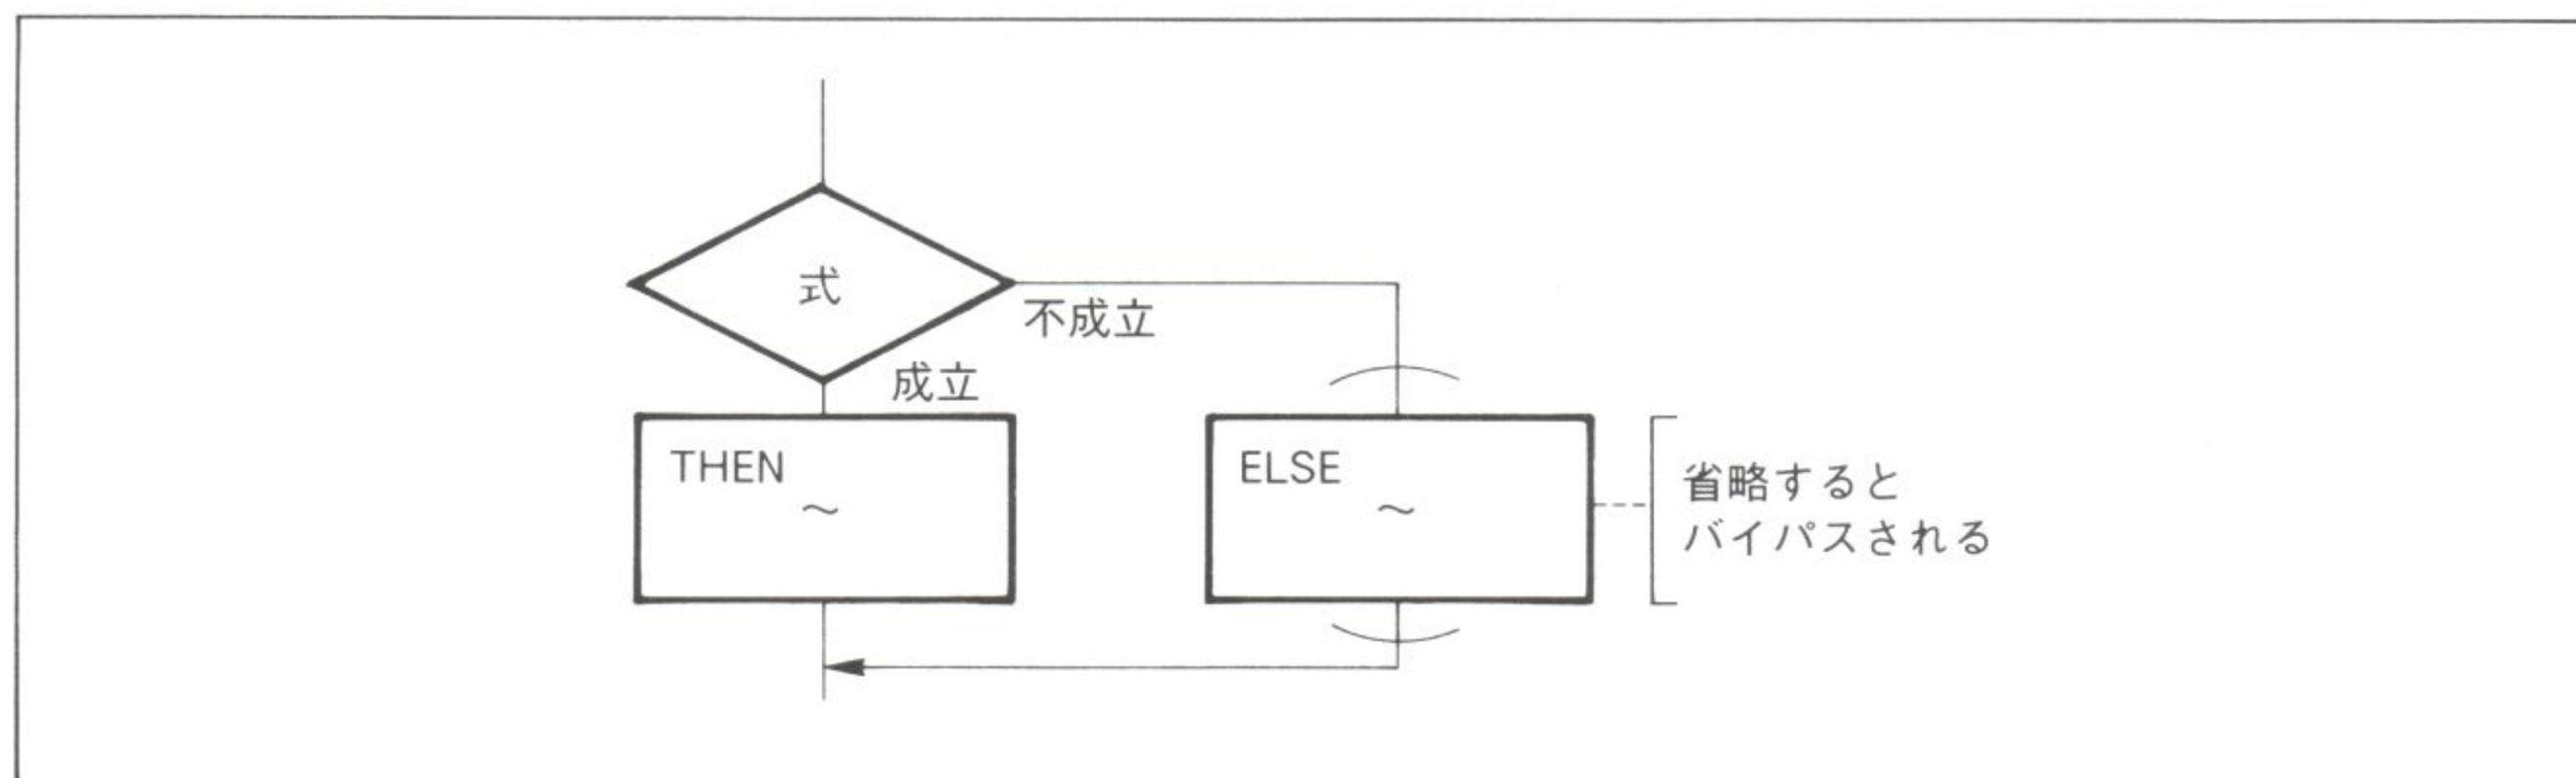 式
不成立
成立
THEN
～
ELSE
～
省略すると
バイパスされる